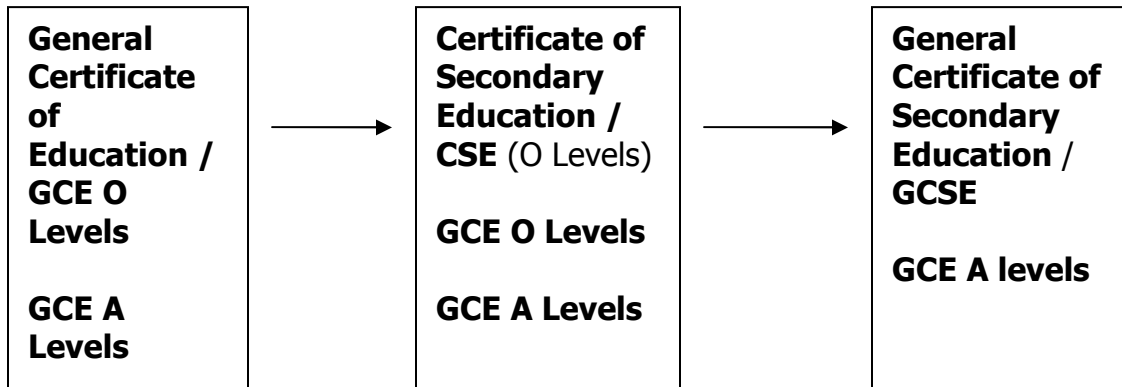 General
Certificate
of
Education /
GCE O
Levels
GCE A
Levels
Certificate of
Secondary
Education /
CSE (O Levels)
GCE O Levels
GCE A Levels
General
Certificate of
Secondary
Education /
GCSE
GCE A levels